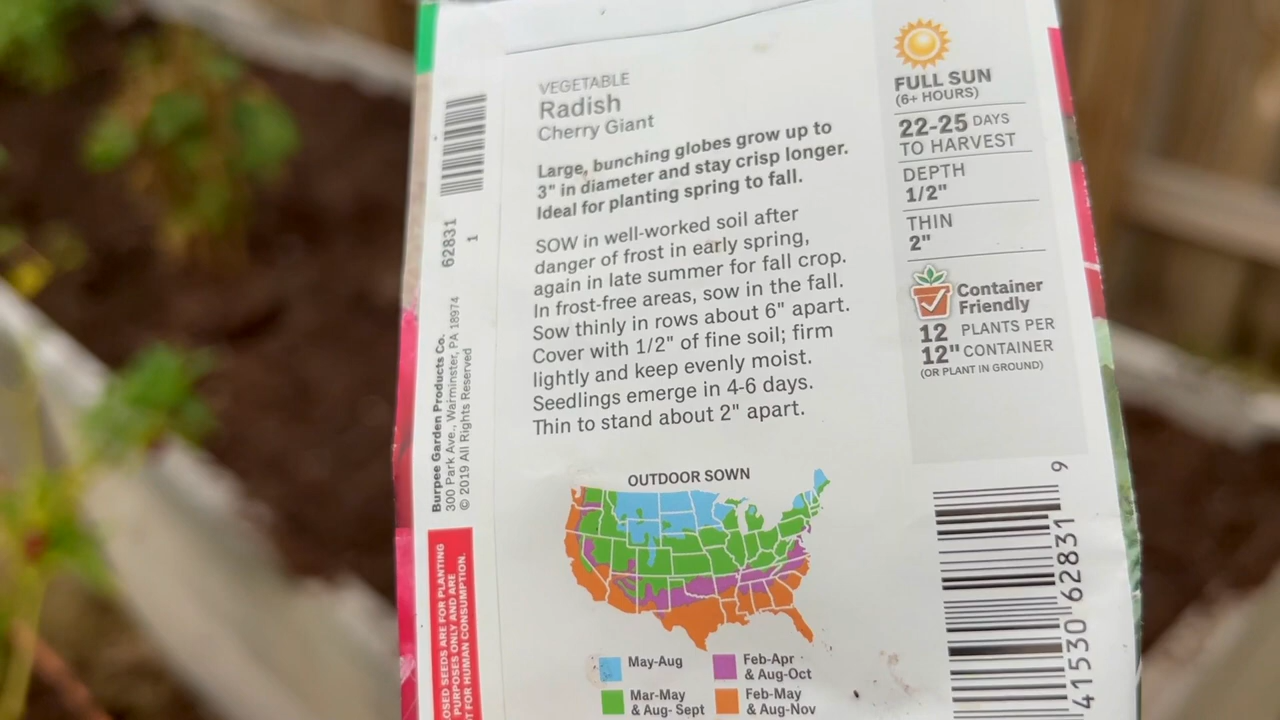 VEGETABLE
Radish
Cherry Giant
Large, bunching globes grow up to
3" in diameter and stay crisp longer.
Ideal for planting spring to fall.
SOW in well-worked soil after
danger of frost in early spring,
again in late summer for fall crop.
In frost-free areas, sow in the fall.
Sow thinly in rows about 6" apart.
Cover with 1/2" of fine soil; firm
lightly and keep evenly moist.
Seedlings emerge in 4-6 days.
Thin to stand about 2" apart.
OUTDOOR SOWN
May-Aug
Mar-May
& Aug- Sept
Feb-Apr
& Aug-Oct
Feb-May
& Aug-Nov
FULL SUN
(6+ HOURS)
22-25 DAYS
TO HARVEST
DEPTH
1/2"
THIN
2"
Container
Friendly
12 PLANTS PER
12" CONTAINER
(OR PLANT IN GROUND)
62831
1
Burpee Garden Products Co.
300 Park Ave., Warminster, PA 18974
© 2019 All Rights Reserved
SEEDS ARE FOR PLANTING
PURPOSES ONLY AND ARE
FOR HUMAN CONSUMPTION.
41530 62831
9